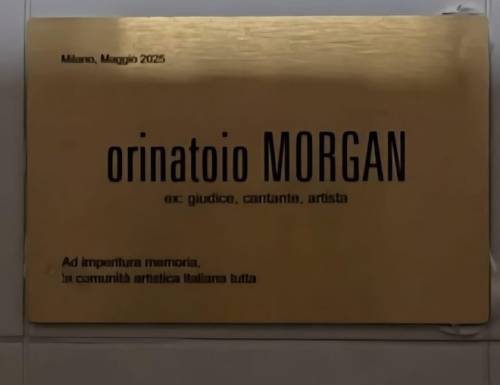 Milano, Maggio 2025
orinatoio MORGAN
ex: giudice, cantante, artista
Ad imperitura memoria,
la comunità artistica italiana tutta